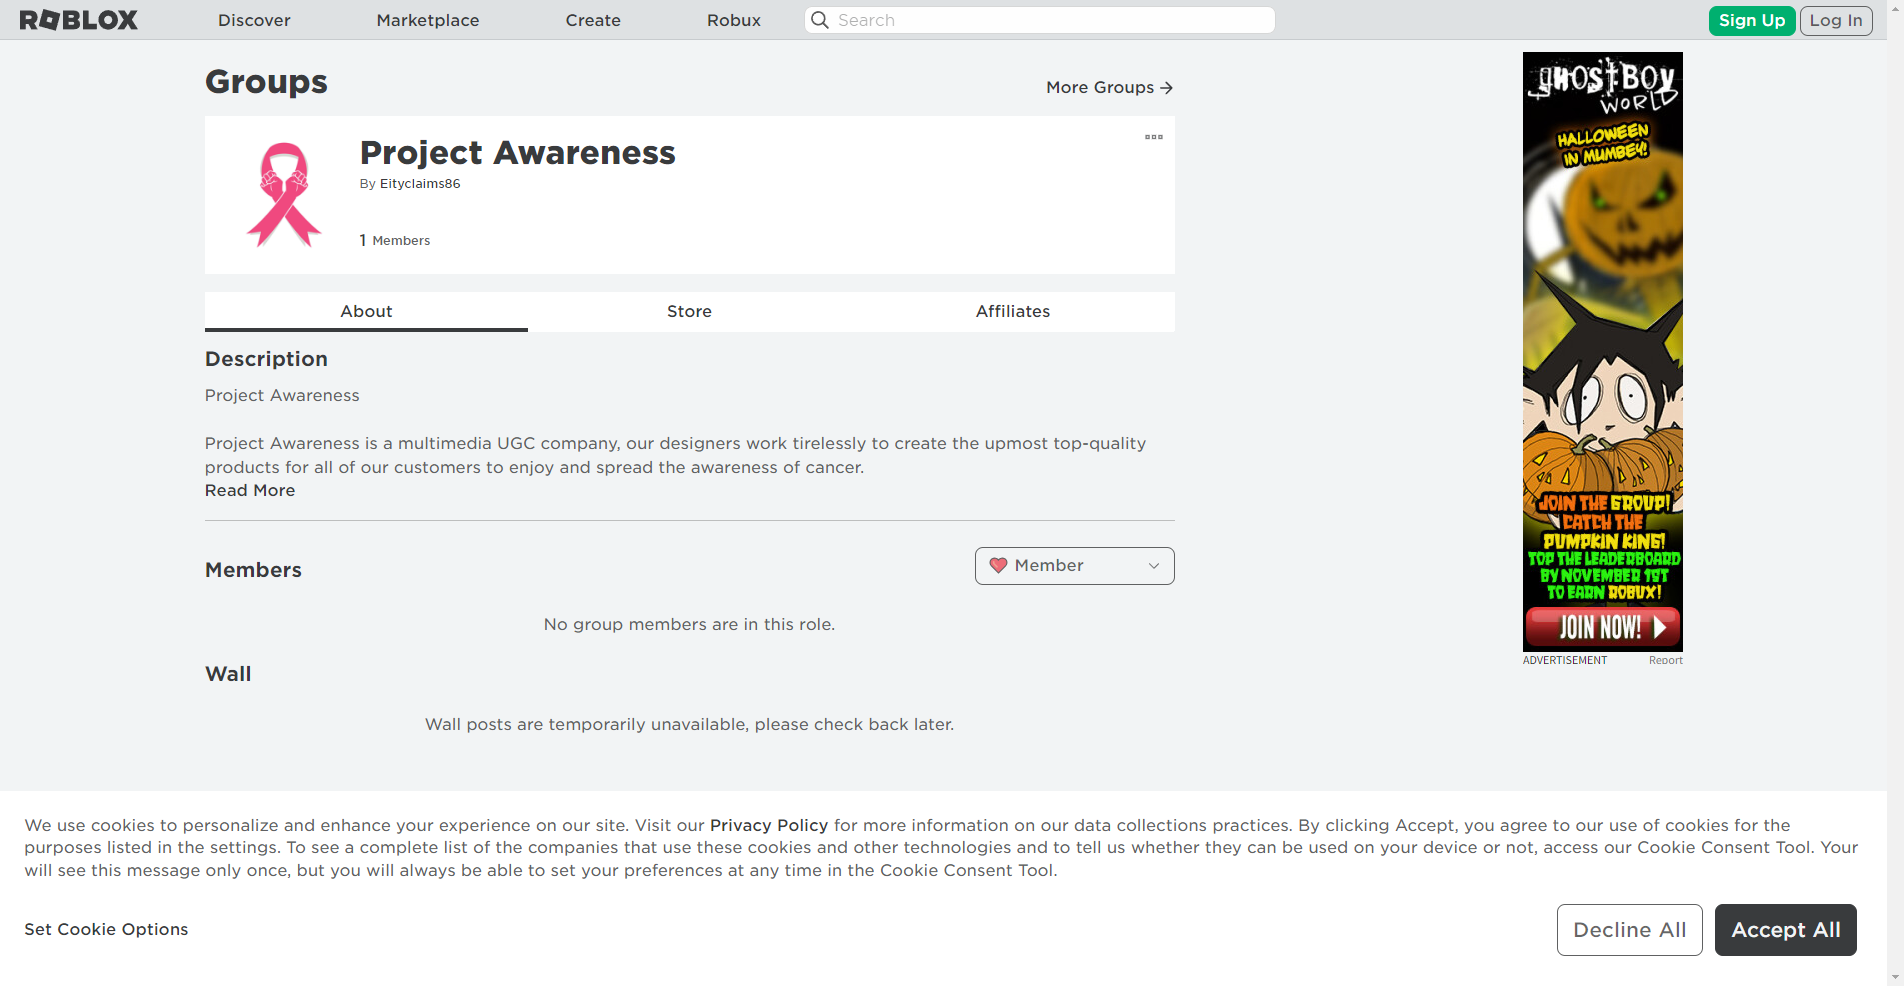 ROBLOX
Discover
Marketplace
Create
Robux
Search
Sign Up
Log In
Groups
More Groups
Project Awareness
By Eityclaims86
1 Members
About
Store
Affiliates
Description
Project Awareness
Project Awareness is a multimedia UGC company, our designers work tirelessly to create the upmost top-quality
products for all of our customers to enjoy and spread the awareness of cancer.
Read More
Members
Member
No group members are in this role.
Wall
Wall posts are temporarily unavailable, please check back later.
GHOSTBOY
WORLD
HALLOWEEN
IN MUMBEY!
JOIN THE GROUP!
CATCH THE
PUMPKIN KING!
TOP THE LEADERBOARD
BY NOVEMBER 1ST
TO EARN ROBUX!
JOIN NOW!
ADVERTISEMENT
Report
We use cookies to personalize and enhance your experience on our site. Visit our Privacy Policy for more information on our data collections practices. By clicking Accept, you agree to our use of cookies for the
purposes listed in the settings. To see a complete list of the companies that use these cookies and other technologies and to tell us whether they can be used on your device or not, access our Cookie Consent Tool. Your
will see this message only once, but you will always be able to set your preferences at any time in the Cookie Consent Tool.
Set Cookie Options
Decline All
Accept All